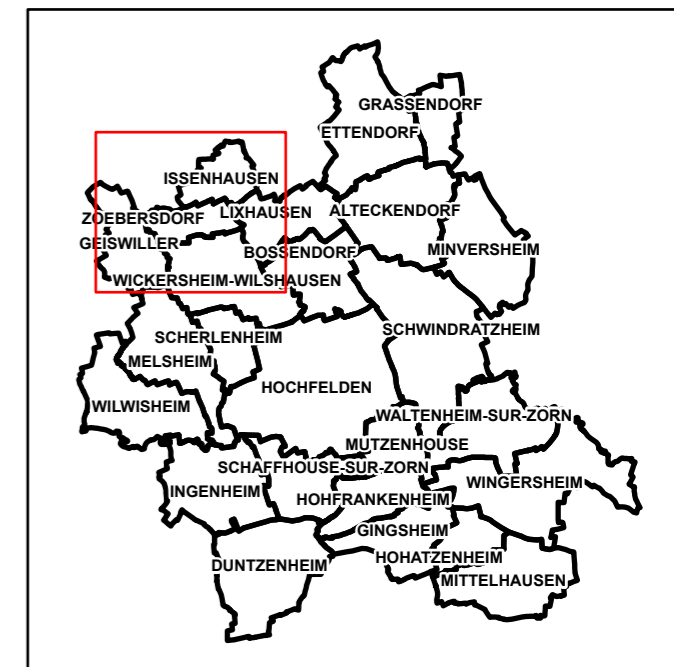 GRASSENDORF
ETTENDORF
ISSENHAUSEN
ZOEBERSDORF
LIXHAUSEN
ALTECKENDORF
GEISWILLER
BOSSENDORF
MINVERSHEIM
WICKERSHEIM-WILSHAUSEN
SCHERLENHEIM
SCHWINDRATZHEIM
MELSHEIM
HOCHFELDEN
WILWISHEIM
WALTENHEIM-SUR-ZORN
MUTZENHOUSE
SCHAFFHOUSE-SUR-ZORN
INGENHEIM
WINGERSHEIM
HOHFRANKENHEIM
GINGSHEIM
DUNTZENHEIM
HOHATZENHEIM
MITTELHAUSEN